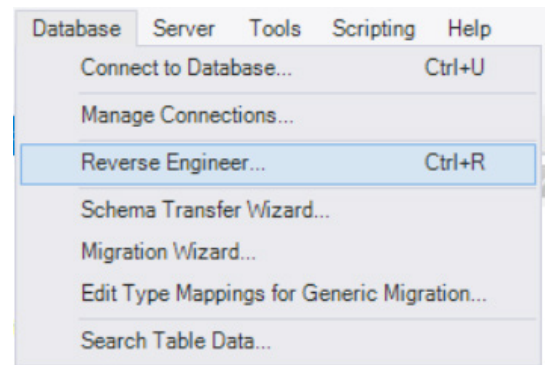 Database Server Tools Scripting Help
Connect to Database... Ctrl+U
Manage Connections...
Reverse Engineer... Ctrl+R
Schema Transfer Wizard...
Migration Wizard...
Edit Type Mappings for Generic Migration...
Search Table Data...